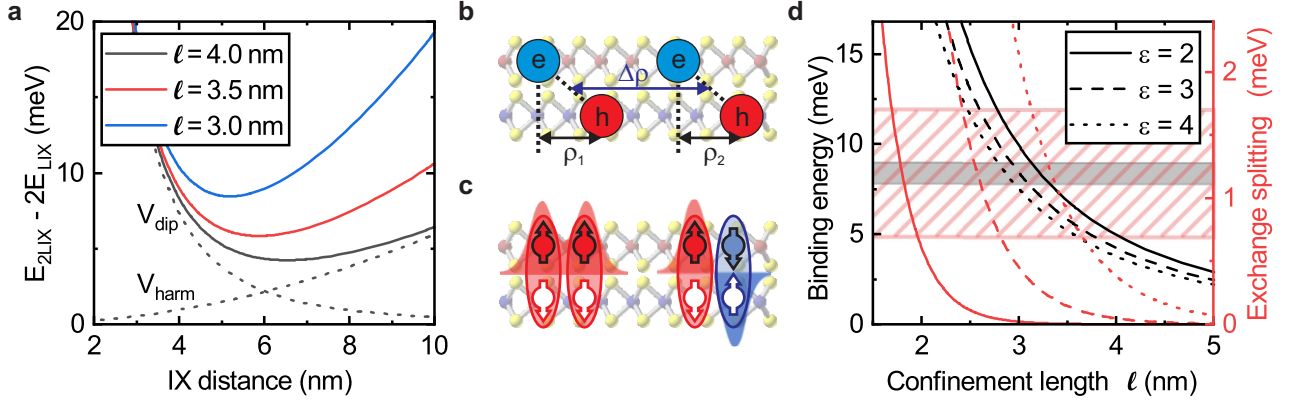 a
20
10
0
E2LIX - 2ELIX (meV)
ℓ = 4.0 nm
ℓ = 3.5 nm
ℓ = 3.0 nm
Vdip
Vharm
2
4
6
8
10
IX distance (nm)
b
e
e
Δρ
h
h
ρ1
ρ2
c
d
15
10
5
0
Binding energy (meV)
ε = 2
ε = 3
ε = 4
2
1
0
Exchange splitting (meV)
2
3
4
5
Confinement length ℓ (nm)